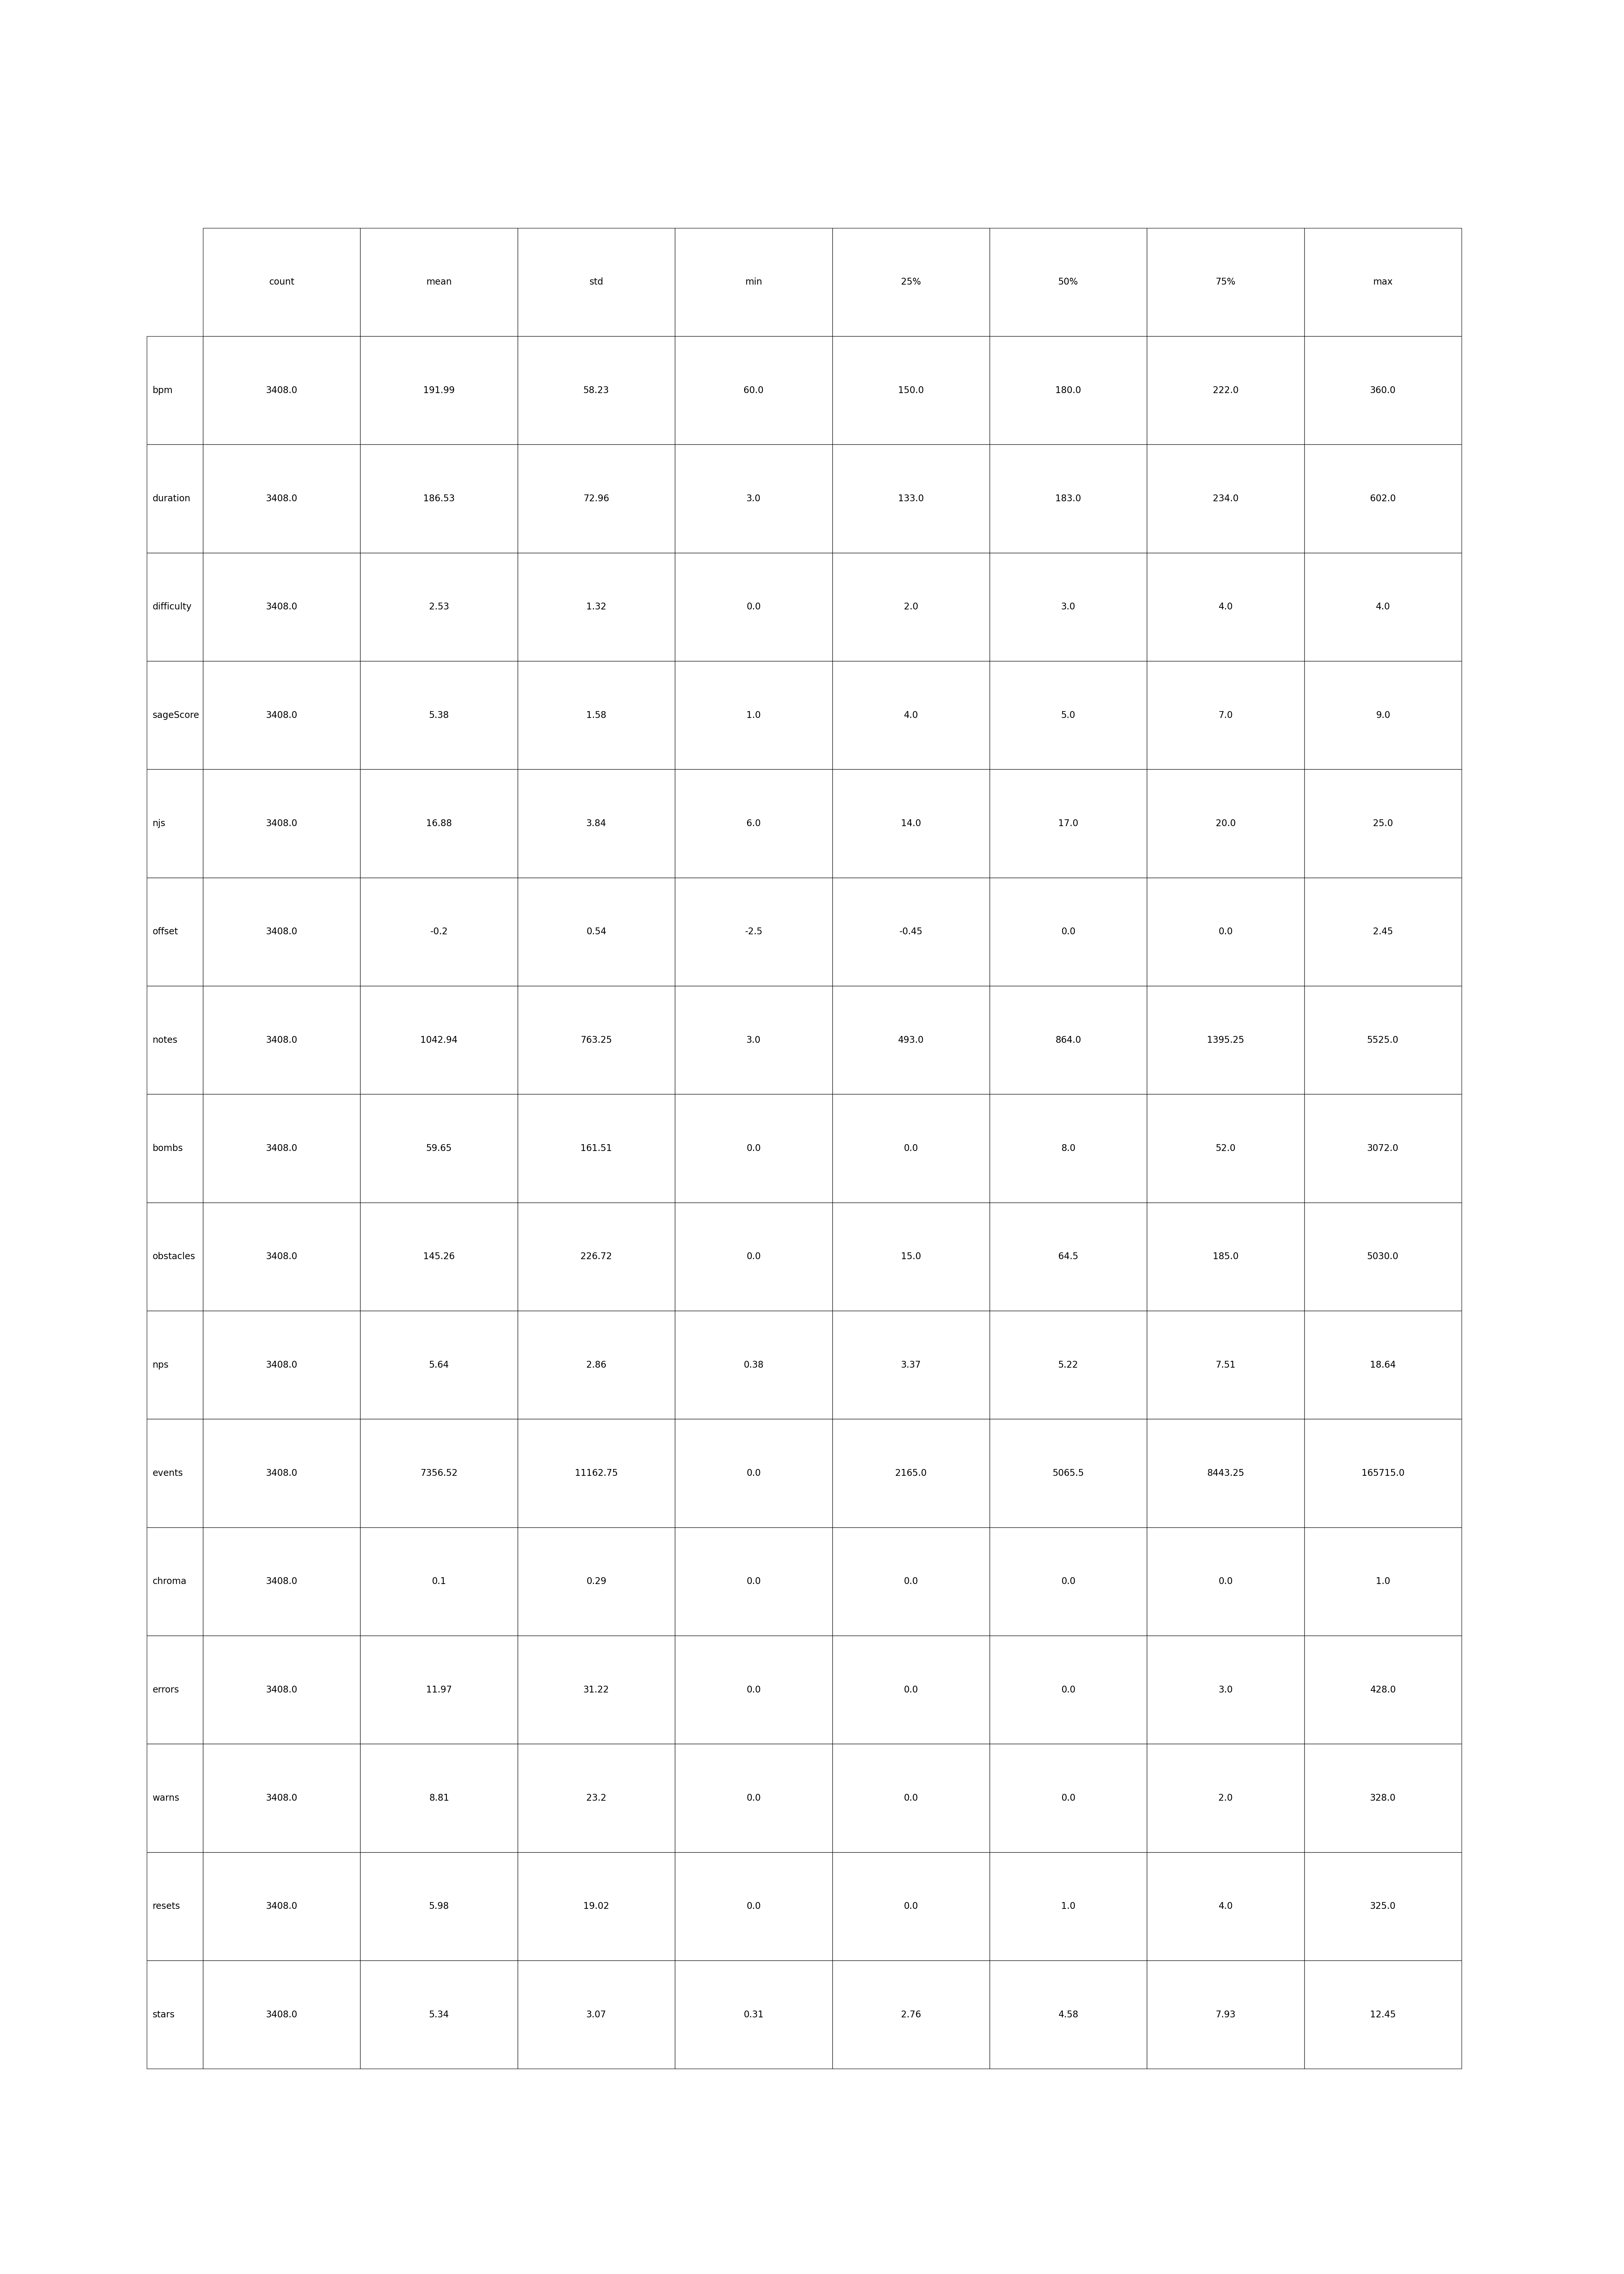 count mean std min 25% 50% 75% max
bpm 3408.0 191.99 58.23 60.0 150.0 180.0 222.0 360.0
duration 3408.0 186.53 72.96 3.0 133.0 183.0 234.0 602.0
difficulty 3408.0 2.53 1.32 0.0 2.0 3.0 4.0 4.0
sageScore 3408.0 5.38 1.58 1.0 4.0 5.0 7.0 9.0
njs 3408.0 16.88 3.84 6.0 14.0 17.0 20.0 25.0
offset 3408.0 -0.2 0.54 -2.5 -0.45 0.0 0.0 2.45
notes 3408.0 1042.94 763.25 3.0 493.0 864.0 1395.25 5525.0
bombs 3408.0 59.65 161.51 0.0 0.0 8.0 52.0 3072.0
obstacles 3408.0 145.26 226.72 0.0 15.0 64.5 185.0 5030.0
nps 3408.0 5.64 2.86 0.38 3.37 5.22 7.51 18.64
events 3408.0 7356.52 11162.75 0.0 2165.0 5065.5 8443.25 165715.0
chroma 3408.0 0.1 0.29 0.0 0.0 0.0 0.0 1.0
errors 3408.0 11.97 31.22 0.0 0.0 0.0 3.0 428.0
warns 3408.0 8.81 23.2 0.0 0.0 0.0 2.0 328.0
resets 3408.0 5.98 19.02 0.0 0.0 1.0 4.0 325.0
stars 3408.0 5.34 3.07 0.31 2.76 4.58 7.93 12.45